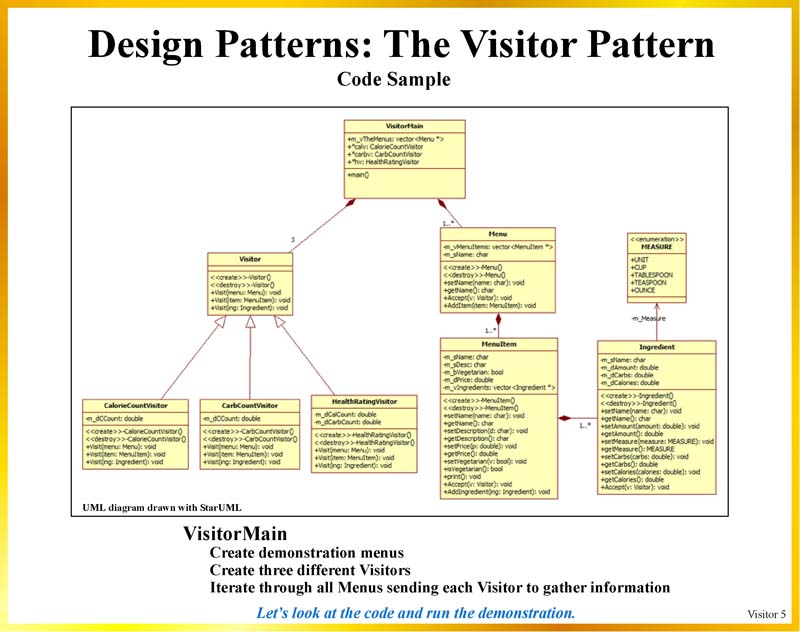 Design Patterns: The Visitor Pattern
Code Sample
VisitorMain
+m_vTheMenus: vector<Menu *>
+*calv: CalorieCountVisitor
+*carbv: CarbCountVisitor
+*hv: HealthRatingVisitor
+main()
3
1..*
Visitor
<<create>>-Visitor()
<<destroy>>-Visitor()
+Visit(menu: Menu): void
+Visit(item: MenuItem): void
+Visit(ing: Ingredient): void
Menu
-m_vMenuItems: vector<MenuItem *>
-m_sName: char
<<create>>-Menu()
<<destroy>>-Menu()
+setName(name: char): void
+getName(): char
+Accept(v: Visitor): void
+AddItem(item: MenuItem): void
<<enumeration>>
MEASURE
+UNIT
+CUP
+TABLESPOON
+TEASPOON
+OUNCE
-m_Measure
1..*
CalorieCountVisitor
-m_dCCount: double
<<create>>-CalorieCountVisitor()
<<destroy>>-CalorieCountVisitor()
+Visit(menu: Menu): void
+Visit(item: MenuItem): void
+Visit(ing: Ingredient): void
CarbCountVisitor
-m_dCCount: double
<<create>>-CarbCountVisitor()
<<destroy>>-CarbCountVisitor()
+Visit(menu: Menu): void
+Visit(item: MenuItem): void
+Visit(ing: Ingredient): void
HealthRatingVisitor
-m_dCalCount: double
-m_dCarbCount: double
<<create>>-HealthRatingVisitor()
<<destroy>>-HealthRatingVisitor()
+Visit(menu: Menu): void
+Visit(item: MenuItem): void
+Visit(ing: Ingredient): void
MenuItem
-m_sName: char
-m_sDesc: char
-m_bVegetarian: bool
-m_dPrice: double
-m_vIngredients: vector<Ingredient *>
<<create>>-MenuItem()
<<destroy>>-MenuItem()
+setName(name: char): void
+getName(): char
+setDescription(d: char): void
+getDescription(): char
+setPrice(p: double): void
+getPrice(): double
+setVegetarian(v: bool): void
+isVegetarian(): bool
+print(): void
+Accept(v: Visitor): void
+AddIngredient(ing: Ingredient): void
1..*
Ingredient
-m_sName: char
-m_dAmount: double
-m_dCarbs: double
-m_dCalories: double
<<create>>-Ingredient()
<<destroy>>-Ingredient()
+setName(name: char): void
+getName(): char
+setAmount(amount: double): void
+getAmount(): double
+setMeasure(measure: MEASURE): void
+getMeasure(): MEASURE
+setCarbs(carbs: double): void
+getCarbs(): double
+setCalories(calories: double): void
+getCalories(): double
+Accept(v: Visitor): void
UML diagram drawn with StarUML
VisitorMain
Create demonstration menus
Create three different Visitors
Iterate through all Menus sending each Visitor to gather information
Let's look at the code and run the demonstration.
Visitor 5